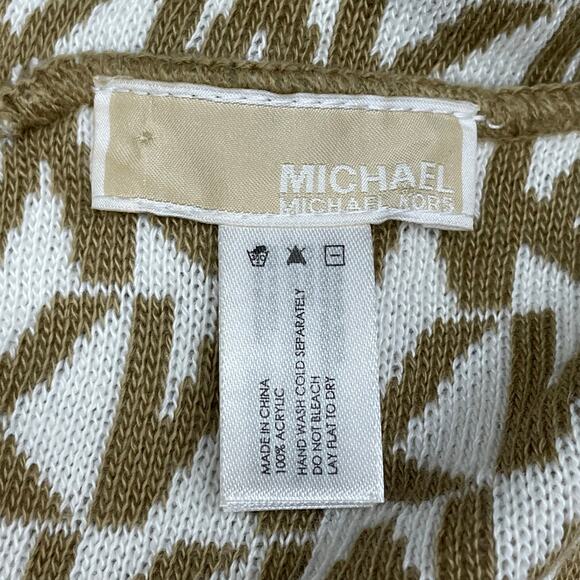 MICHAEL
MICHAEL KORS
MADE IN CHINA
100% ACRYLIC
HAND WASH COLD SEPARATELY
DO NOT BLEACH
LAY FLAT TO DRY